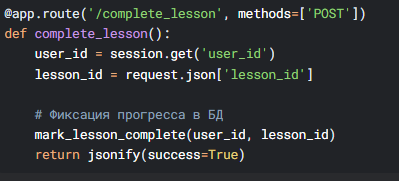 @app.route('/complete_lesson', methods=['POST'])
def complete_lesson():
    user_id = session.get('user_id')
    lesson_id = request.json['lesson_id']

    # Фиксация прогресса в БД
    mark_lesson_complete(user_id, lesson_id)
    return jsonify(success=True)